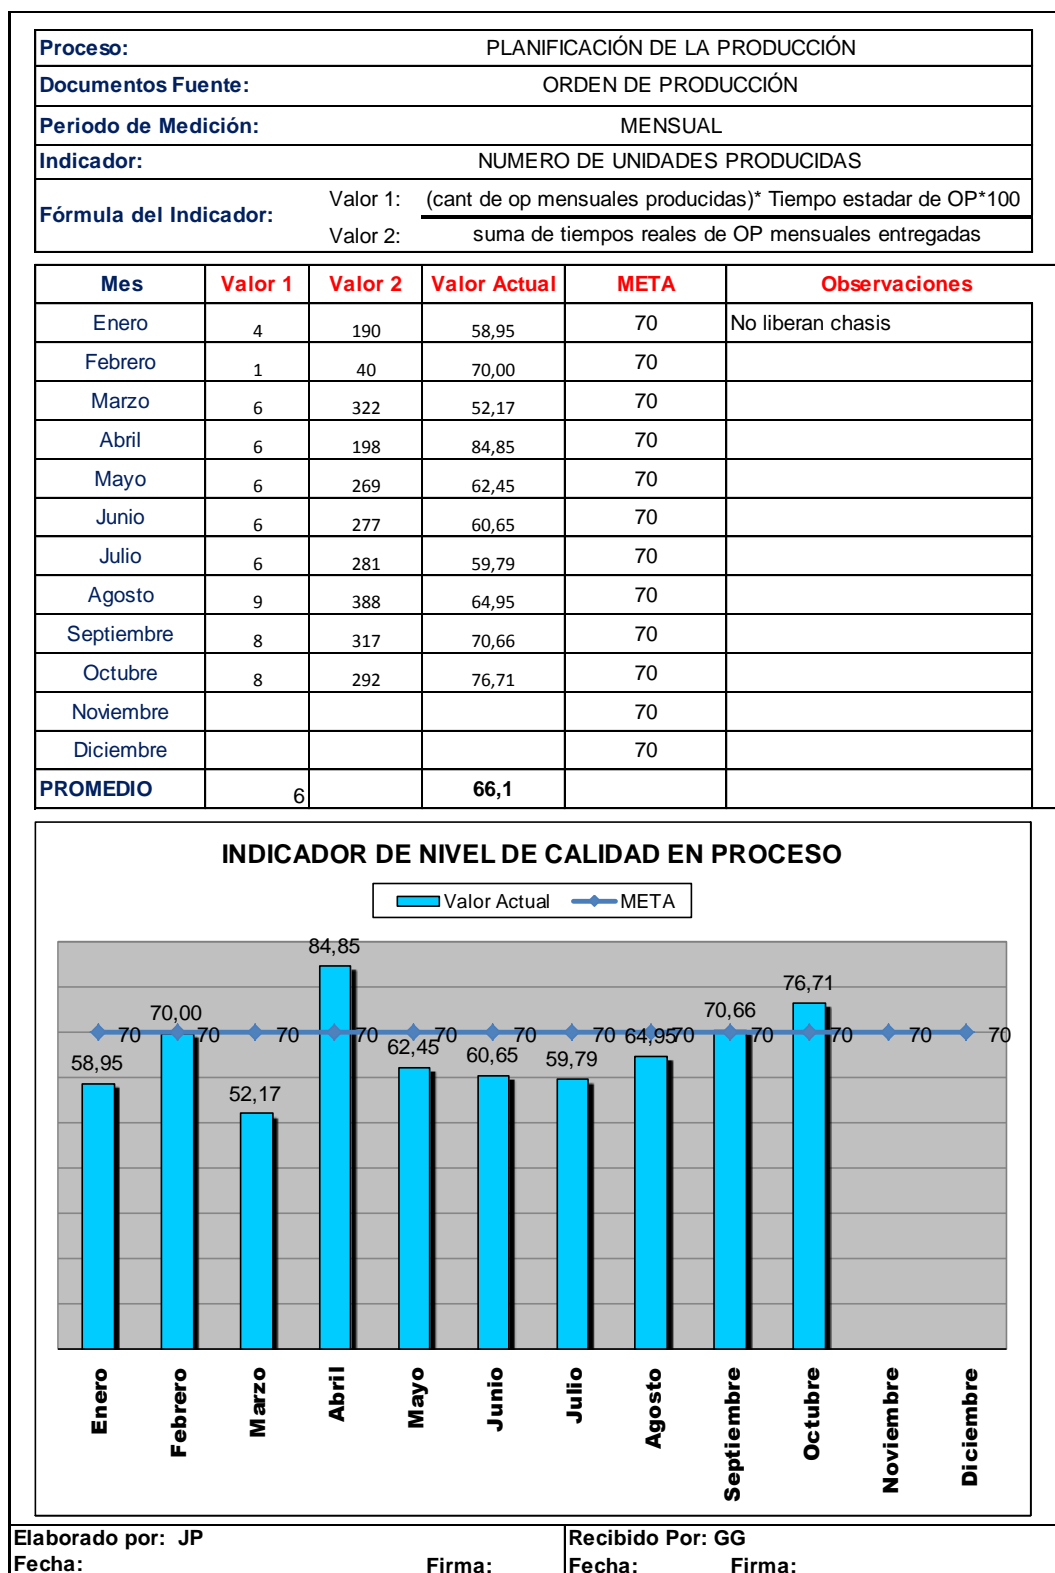 Proceso: PLANIFICACIÓN DE LA PRODUCCIÓN
Documentos Fuente: ORDEN DE PRODUCCIÓN
Periodo de Medición: MENSUAL
Indicador: NUMERO DE UNIDADES PRODUCIDAS
Fórmula del Indicador:
Valor 1: (cant de op mensuales producidas)* Tiempo estadar de OP*100
Valor 2: suma de tiempos reales de OP mensuales entregadas
Mes Valor 1 Valor 2 Valor Actual META Observaciones
Enero 4 190 58,95 70 No liberan chasis
Febrero 1 40 70,00 70
Marzo 6 322 52,17 70
Abril 6 198 84,85 70
Mayo 6 269 62,45 70
Junio 6 277 60,65 70
Julio 6 281 59,79 70
Agosto 9 388 64,95 70
Septiembre 8 317 70,66 70
Octubre 8 292 76,71 70
Noviembre 70
Diciembre 70
PROMEDIO 6 66,1
INDICADOR DE NIVEL DE CALIDAD EN PROCESO
Valor Actual META
58,95 70,00 52,17 84,85 62,45 60,65 59,79 64,95 70,66 76,71
70 70 70 70 70 70 70 70 70 70 70 70
Enero Febrero Marzo Abril Mayo Junio Julio Agosto Septiembre Octubre Noviembre Diciembre
Elaborado por: JP Recibido Por: GG
Fecha: Firma: Fecha: Firma: